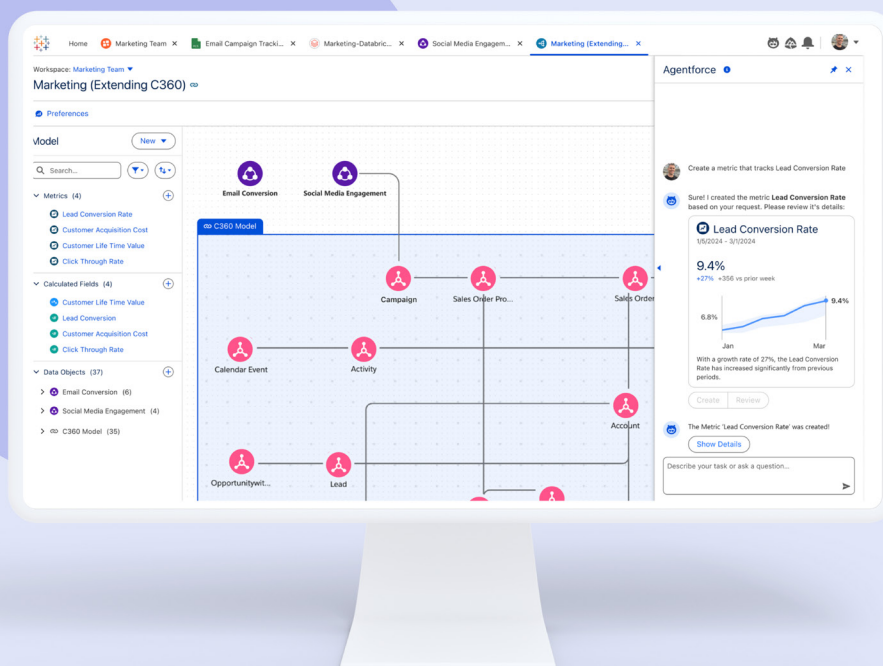 Home
Marketing Team
Email Campaign Tracki...
Marketing-Databric...
Social Media Engagem...
Marketing (Extending...
Workspace: Marketing Team
Marketing (Extending C360)
Preferences
Model
New
Search...
Metrics (4)
Lead Conversion Rate
Customer Acquisition Cost
Customer Life Time Value
Click Through Rate
Calculated Fields (4)
Customer Life Time Value
Lead Conversion
Customer Acquisition Cost
Click Through Rate
Data Objects (37)
Email Conversion (6)
Social Media Engagement (4)
C360 Model (35)
Email Conversion
Social Media Engagement
C360 Model
Campaign
Sales Order Pro...
Sales Order
Calendar Event
Activity
Account
Opportunitywit...
Lead
Agentforce
Create a metric that tracks Lead Conversion Rate
Sure! I created the metric Lead Conversion Rate
based on your request. Please review it's details:
Lead Conversion Rate
1/5/2024 - 3/1/2024
9.4%
+27% +356 vs prior week
9.4%
6.8%
Jan
Mar
With a growth rate of 27%, the Lead Conversion
Rate has increased significantly from previous
periods.
Create
Review
The Metric 'Lead Conversion Rate' was created!
Show Details
Describe your task or ask a question...